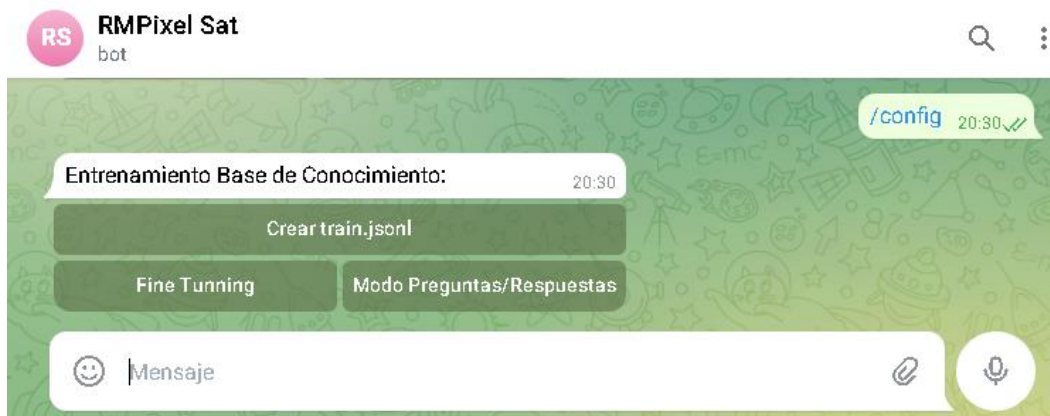 RS
RMPixel Sat
bot
/config 20:30
Entrenamiento Base de Conocimiento:
20:30
Crear train.jsonl
Fine Tunning
Modo Preguntas/Respuestas
Mensaje